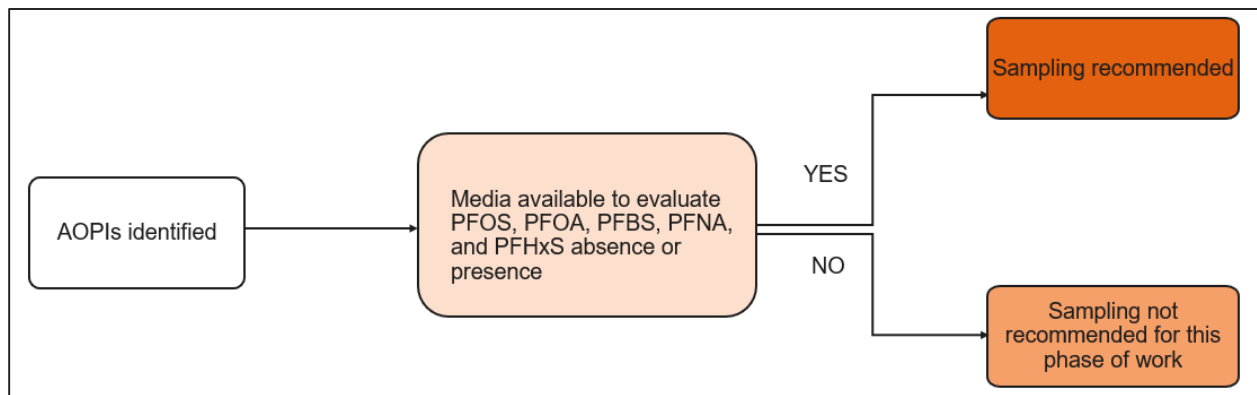 AOPIs identified
Media available to evaluate
PFOS, PFOA, PFBS, PFNA,
and PFHxS absence or
presence
YES
NO
Sampling recommended
Sampling not
recommended for this
phase of work